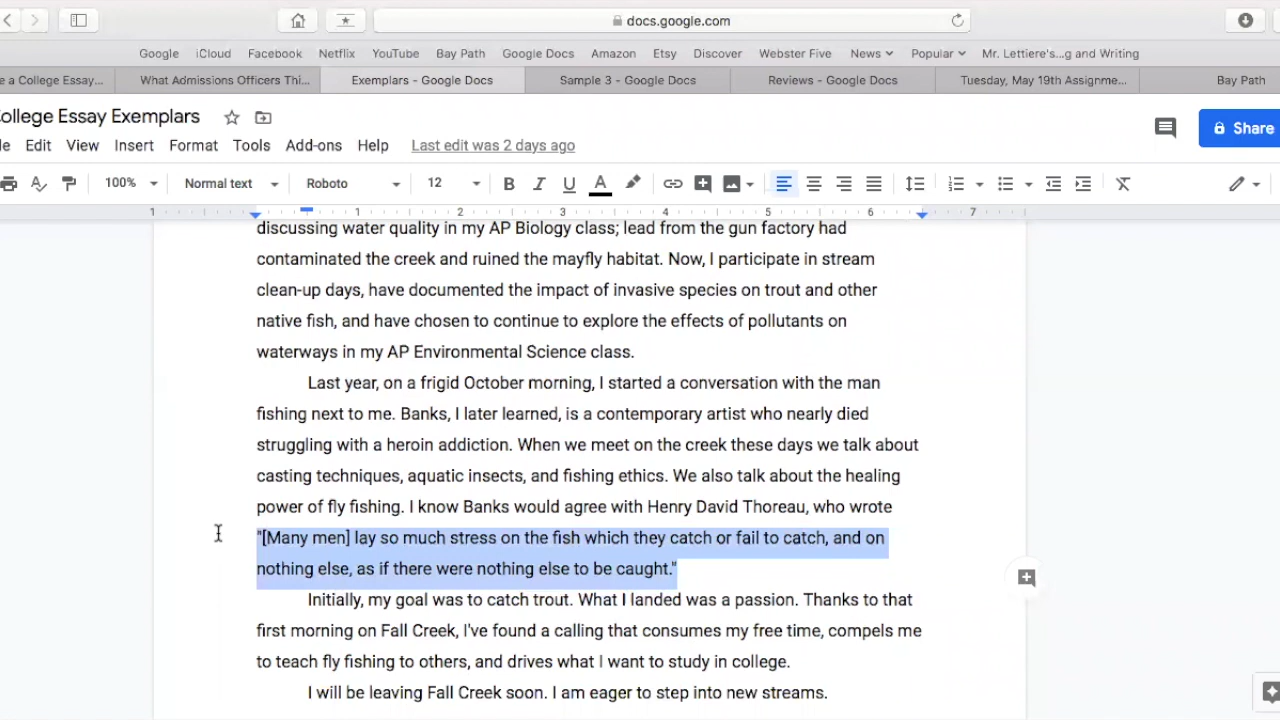 docs.google.com
Google iCloud Facebook Netflix YouTube Bay Path Google Docs Amazon Etsy Discover Webster Five News Popular Mr. Lettiere's...g and Writing
e a College Essay... What Admissions Officers Thi... Exemplars - Google Docs Sample 3 - Google Docs Reviews - Google Docs Tuesday, May 19th Assignme... Bay Path
ollege Essay Exemplars
Share
le Edit View Insert Format Tools Add-ons Help Last edit was 2 days ago
100% Normal text Roboto 12 B I U A
1 1 2 3 4 5 6 7
discussing water quality in my AP Biology class; lead from the gun factory had
contaminated the creek and ruined the mayfly habitat. Now, I participate in stream
clean-up days, have documented the impact of invasive species on trout and other
native fish, and have chosen to continue to explore the effects of pollutants on
waterways in my AP Environmental Science class.
Last year, on a frigid October morning, I started a conversation with the man
fishing next to me. Banks, I later learned, is a contemporary artist who nearly died
struggling with a heroin addiction. When we meet on the creek these days we talk about
casting techniques, aquatic insects, and fishing ethics. We also talk about the healing
power of fly fishing. I know Banks would agree with Henry David Thoreau, who wrote
"[Many men] lay so much stress on the fish which they catch or fail to catch, and on
nothing else, as if there were nothing else to be caught."
Initially, my goal was to catch trout. What I landed was a passion. Thanks to that
first morning on Fall Creek, I've found a calling that consumes my free time, compels me
to teach fly fishing to others, and drives what I want to study in college.
I will be leaving Fall Creek soon. I am eager to step into new streams.